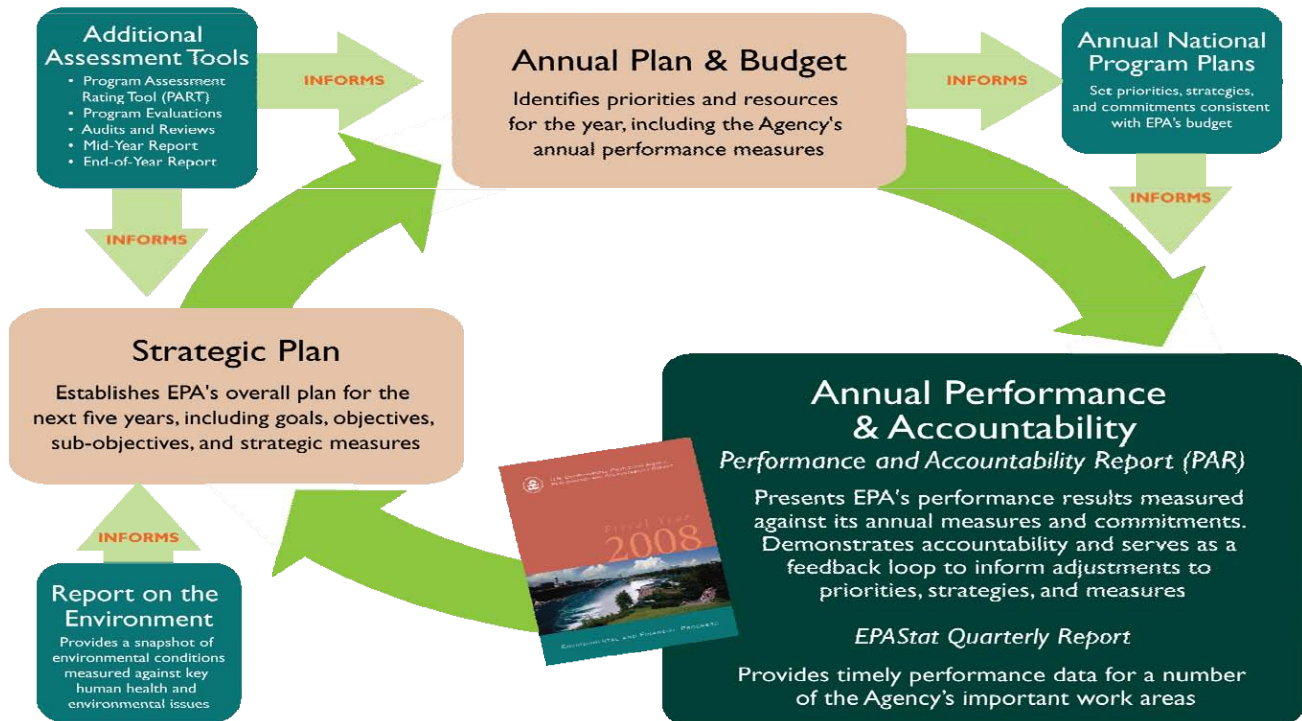 Additional
Assessment Tools
• Program Assessment
Rating Tool (PART)
• Program Evaluations
• Audits and Reviews
• Mid-Year Report
• End-of-Year Report
INFORMS
Annual Plan & Budget
Identifies priorities and resources
for the year, including the Agency's
annual performance measures
INFORMS
Annual National
Program Plans
Set priorities, strategies,
and commitments consistent
with EPA's budget
INFORMS
INFORMS
Strategic Plan
Establishes EPA's overall plan for the
next five years, including goals, objectives,
sub-objectives, and strategic measures
INFORMS
Report on the
Environment
Provides a snapshot of
environmental conditions
measured against key
human health and
environmental issues
Fiscal Year
2008
Environmental and Financial Progress
Annual Performance
& Accountability
Performance and Accountability Report (PAR)
Presents EPA's performance results measured
against its annual measures and commitments.
Demonstrates accountability and serves as a
feedback loop to inform adjustments to
priorities, strategies, and measures
EPAStat Quarterly Report
Provides timely performance data for a number
of the Agency's important work areas